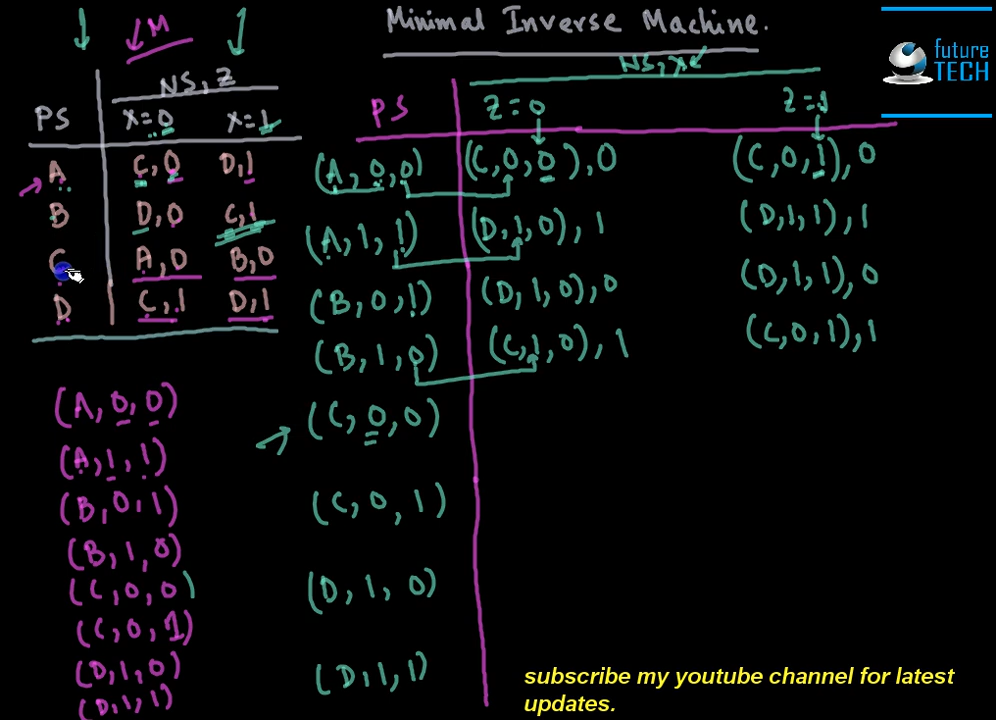 Minimal Inverse Machine.
future
TECH
M
NS, Z
PS X=0 X=1
A C,0 D,1
B D,0 C,1
C A,0 B,0
D C,1 D,1
(A, 0, 0)
(A, 1, 1)
(B, 0, 1)
(B, 1, 0)
(C, 0, 0)
(C, 0, 1)
(D, 1, 0)
(D, 1, 1)
NS, X
PS Z=0 Z=1
(A, 0, 0) (C, 0, 0), 0 (C, 0, 1), 0
(A, 1, 1) (D, 1, 0), 1 (D, 1, 1), 1
(B, 0, 1) (D, 1, 0), 0 (D, 1, 1), 0
(B, 1, 0) (C, 1, 0), 1 (C, 0, 1), 1
(C, 0, 0)
(C, 0, 1)
(D, 1, 0)
(D, 1, 1)
subscribe my youtube channel for latest
updates.